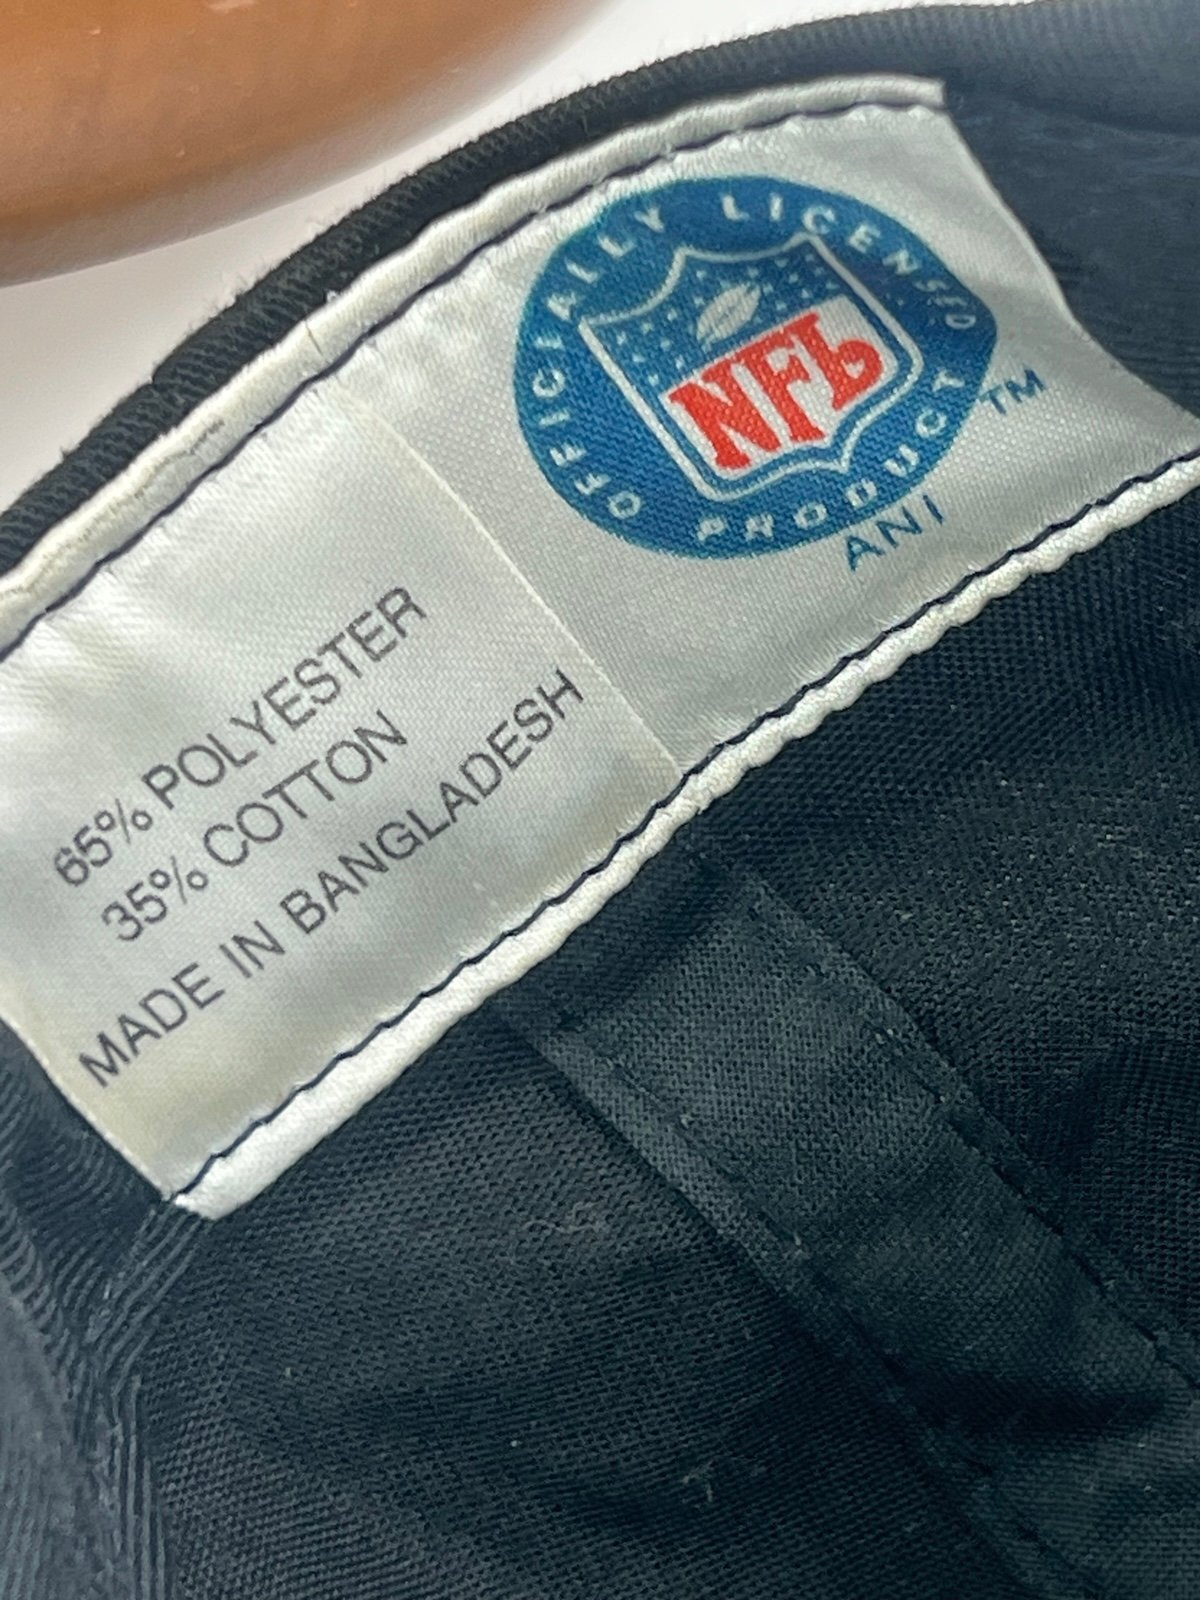 OFFICIALLY LICENSED
NFL
PRODUCT
TM
ANI
65% POLYESTER
35% COTTON
MADE IN BANGLADESH